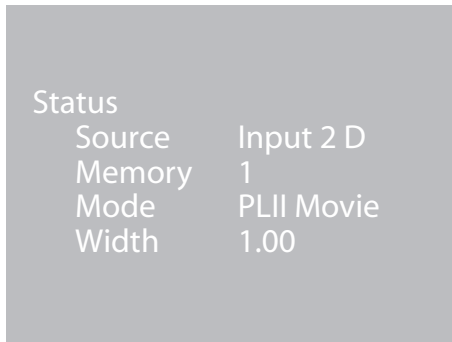 Status
Source Input 2 D
Memory 1
Mode PLII Movie
Width 1.00